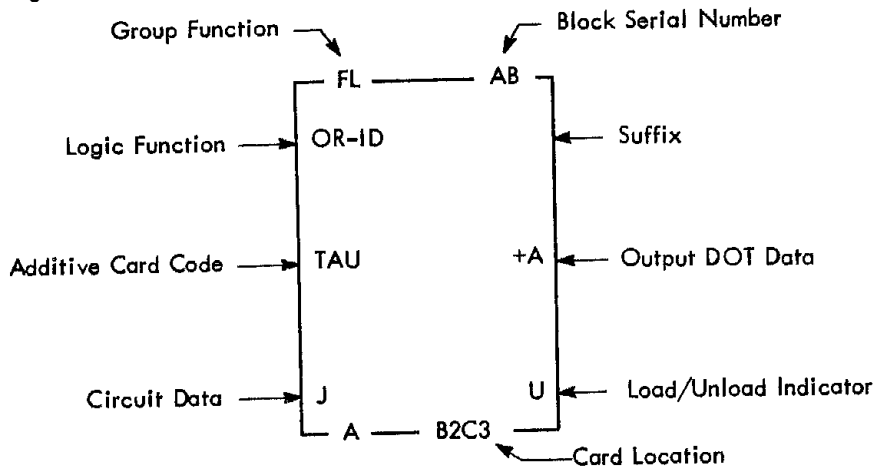 Group Function
Block Serial Number
FL
AB
Logic Function
OR-ID
Suffix
Additive Card Code
TAU
+A
Output DOT Data
Circuit Data
J
U
Load/Unload Indicator
A
B2C3
Card Location